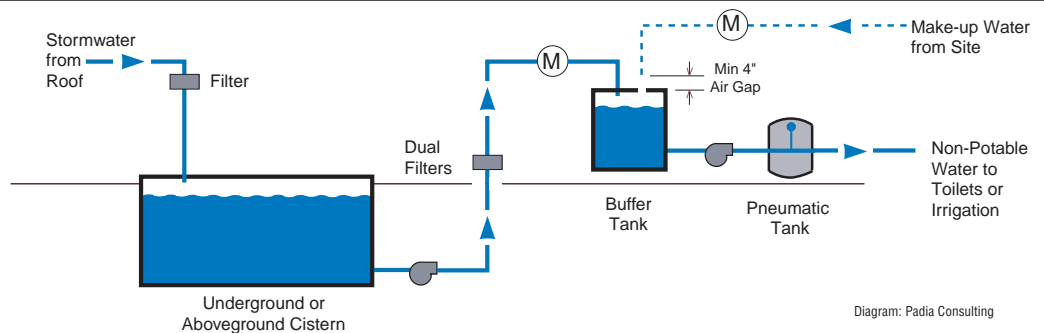 Stormwater
from
Roof
Filter
Dual
Filters
M
M
Make-up Water
from Site
Min 4"
Air Gap
Buffer
Tank
Pneumatic
Tank
Non-Potable
Water to
Toilets or
Irrigation
Underground or
Aboveground Cistern
Diagram: Padia Consulting